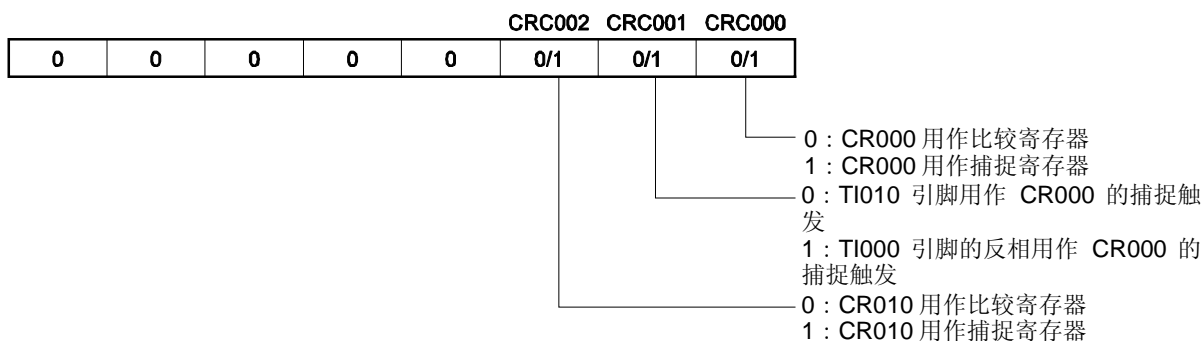 CRC002 CRC001 CRC000
0 0 0 0 0 0/1 0/1 0/1
0：CR000 用作比较寄存器
1：CR000 用作捕捉寄存器
0：TI010 引脚用作 CR000 的捕捉触
发
1：TI000 引脚的反相用作 CR000 的
捕捉触发
0：CR010 用作比较寄存器
1：CR010 用作捕捉寄存器